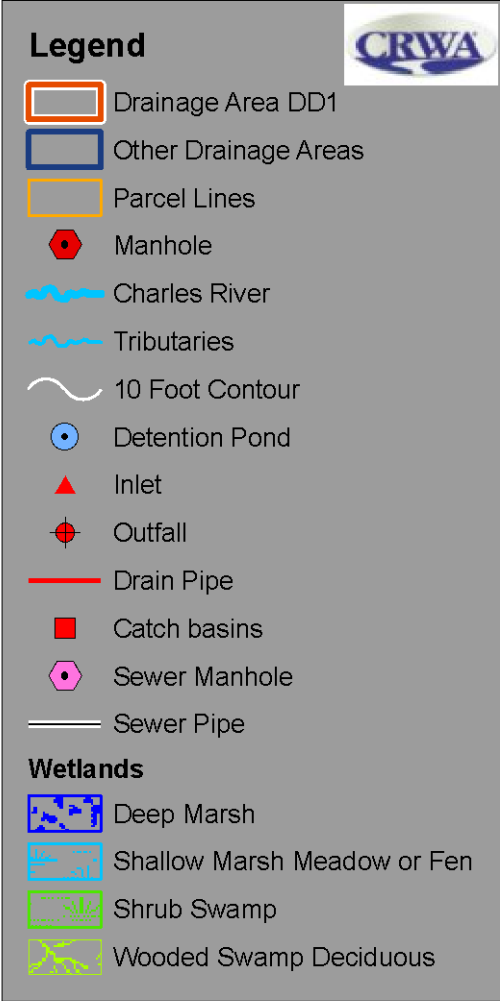 Legend
CRWA
Drainage Area DD1
Other Drainage Areas
Parcel Lines
Manhole
Charles River
Tributaries
10 Foot Contour
Detention Pond
Inlet
Outfall
Drain Pipe
Catch basins
Sewer Manhole
Sewer Pipe
Wetlands
Deep Marsh
Shallow Marsh Meadow or Fen
Shrub Swamp
Wooded Swamp Deciduous